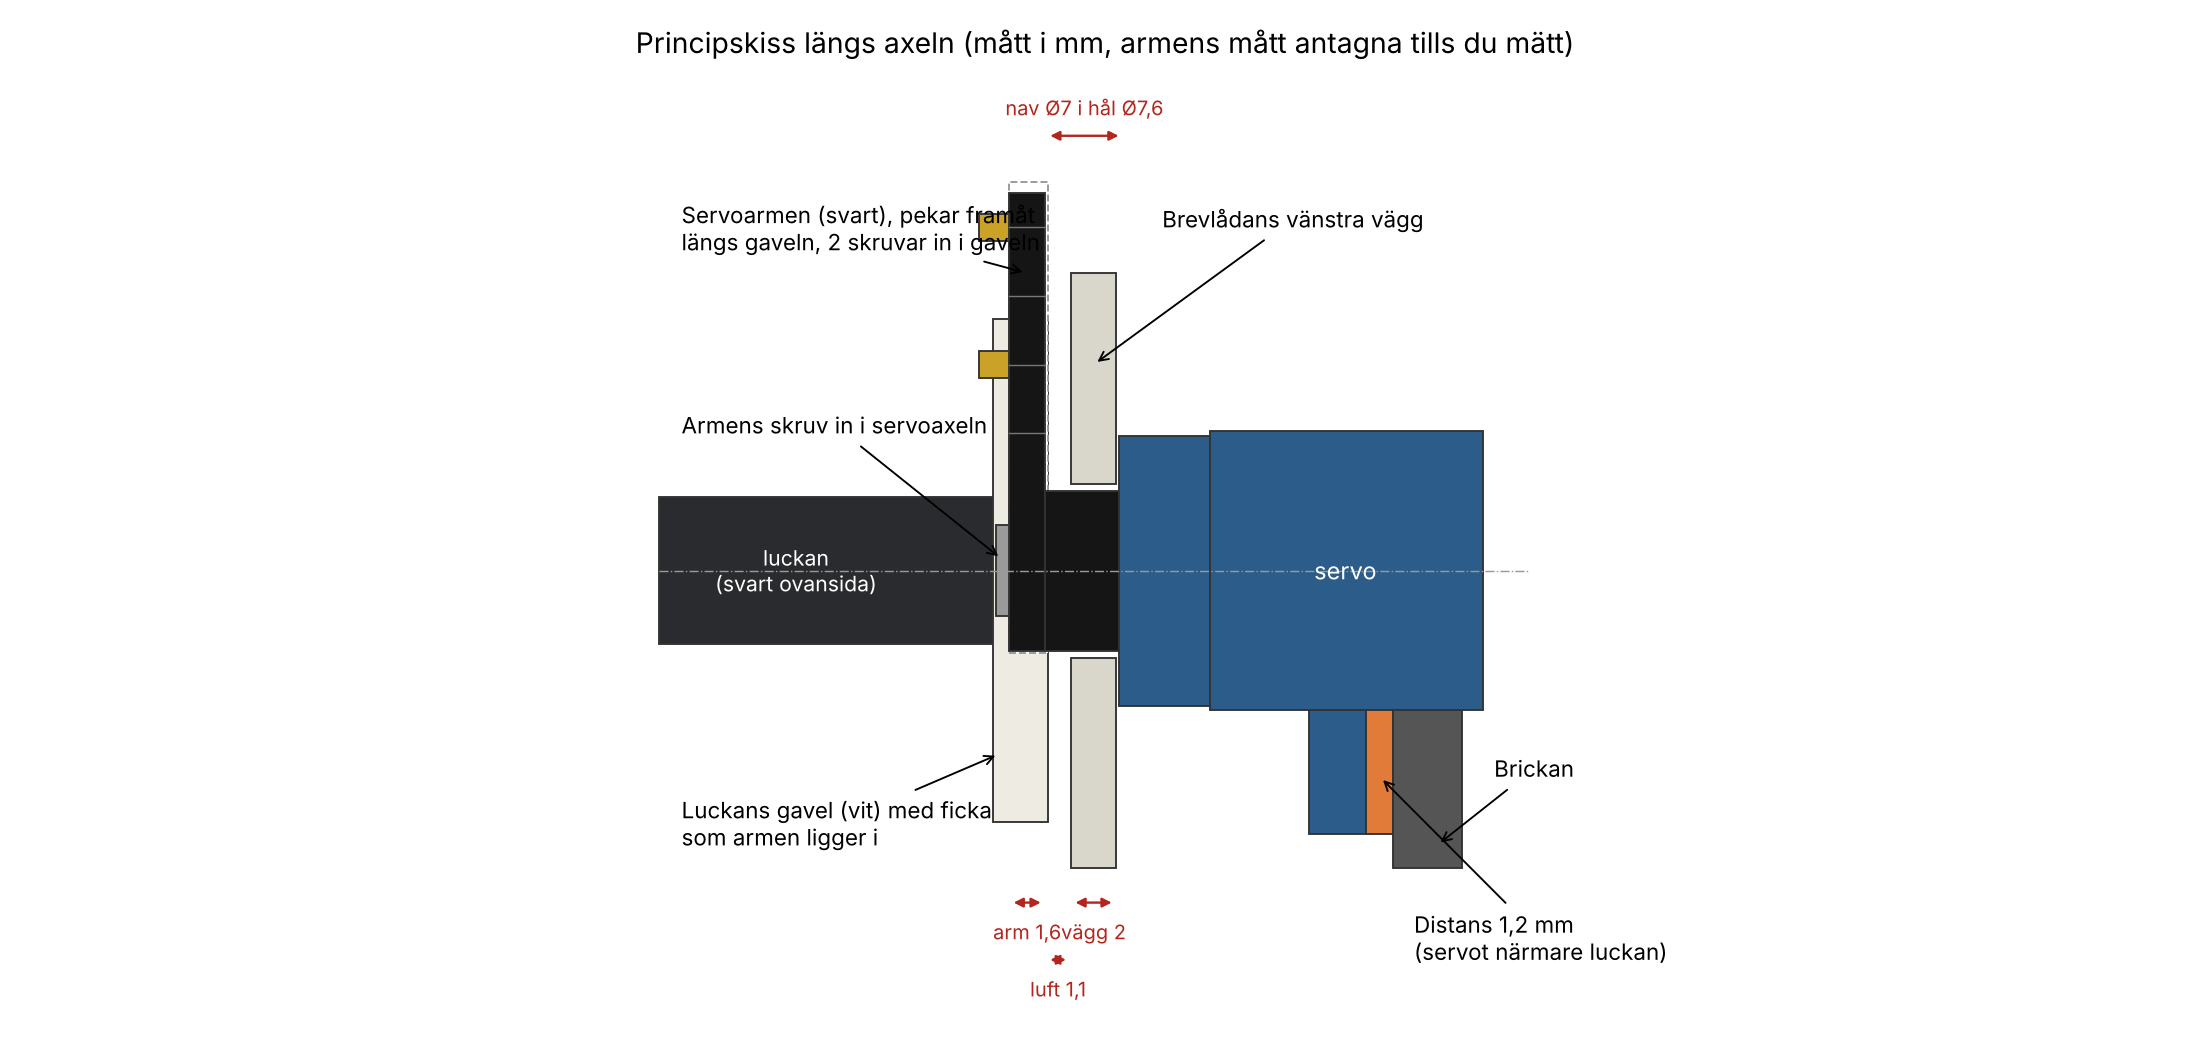 Principskiss längs axeln (mått i mm, armens mått antagna tills du mätt)
nav Ø7 i hål Ø7,6
Servoarmen (svart), pekar framåt
längs gaveln, 2 skruvar in i gaveln
Brevlådans vänstra vägg
Armens skruv in i servoaxeln
luckan
(svart ovansida)
servo
Brickan
Luckans gavel (vit) med ficka
som armen ligger i
Distans 1,2 mm
(servot närmare luckan)
arm 1,6
vägg 2
luft 1,1